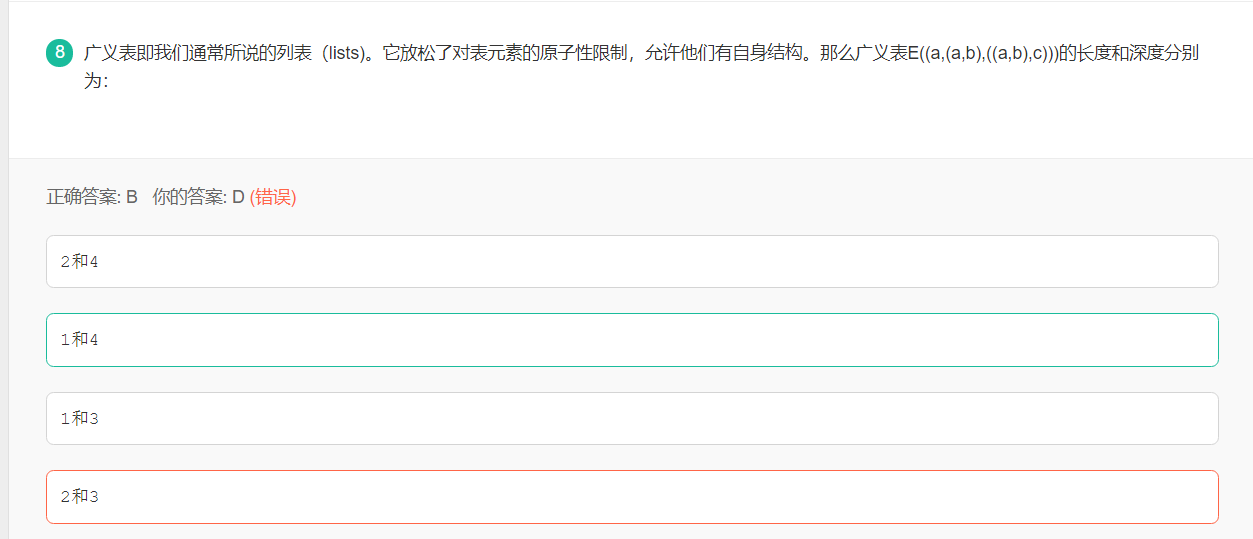 8 广义表即我们通常所说的列表（lists)。它放松了对表元素的原子性限制，允许他们有自身结构。那么广义表E((a,(a,b),((a,b),c)))的长度和深度分别
为：
正确答案: B 你的答案: D (错误)
2和4
1和4
1和3
2和3